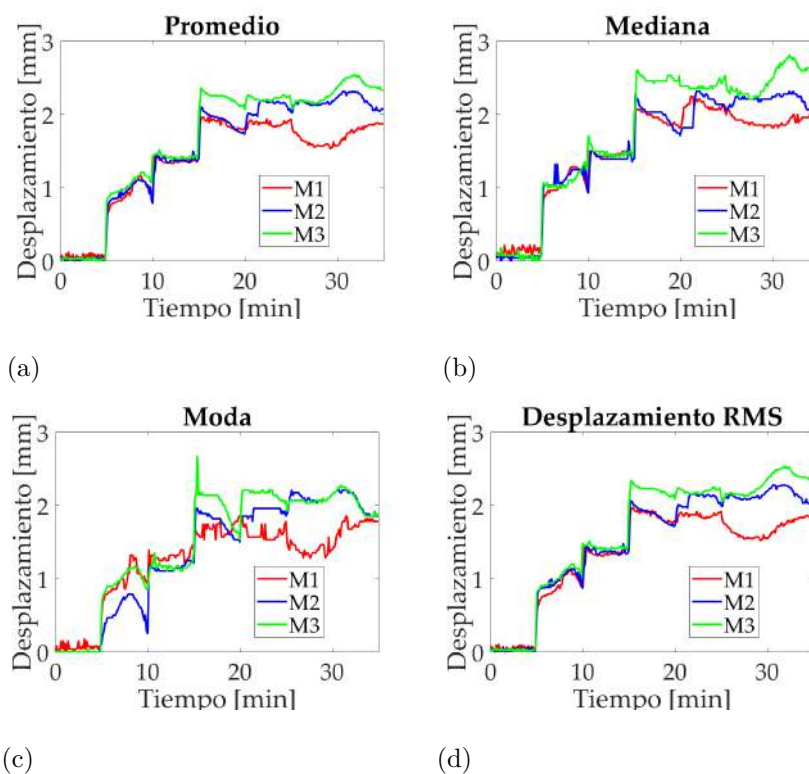 Promedio
Desplazamiento [mm]
3
2
1
0
M1
M2
M3
0 10 20 30
Tiempo [min]
(a)
Mediana
Desplazamiento [mm]
3
2
1
0
M1
M2
M3
0 10 20 30
Tiempo [min]
(b)
Moda
Desplazamiento [mm]
3
2
1
0
M1
M2
M3
0 10 20 30
Tiempo [min]
(c)
Desplazamiento RMS
Desplazamiento [mm]
3
2
1
0
M1
M2
M3
0 10 20 30
Tiempo [min]
(d)